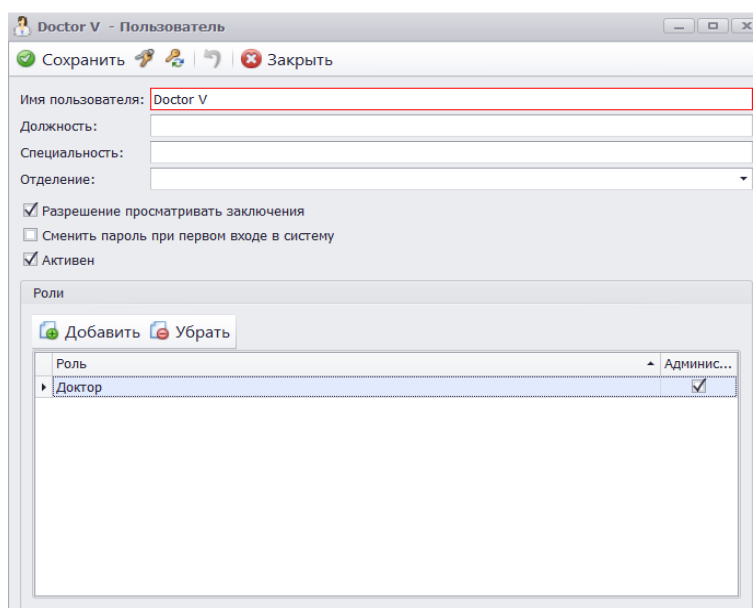 Doctor V - Пользователь
Сохранить Закрыть
Имя пользователя: Doctor V
Должность:
Специальность:
Отделение:
Разрешение просматривать заключения
Сменить пароль при первом входе в систему
Активен
Роли
Добавить Убрать
Роль Админис...
Доктор